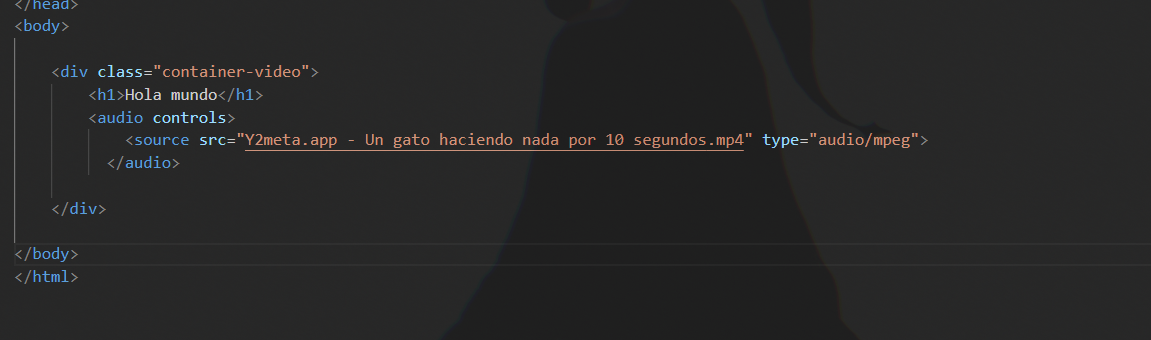 </head>
<body>
<div class="container-video">
<h1>Hola mundo</h1>
<audio controls>
<source src="Y2meta.app - Un gato haciendo nada por 10 segundos.mp4" type="audio/mpeg">
</audio>
</div>
</body>
</html>